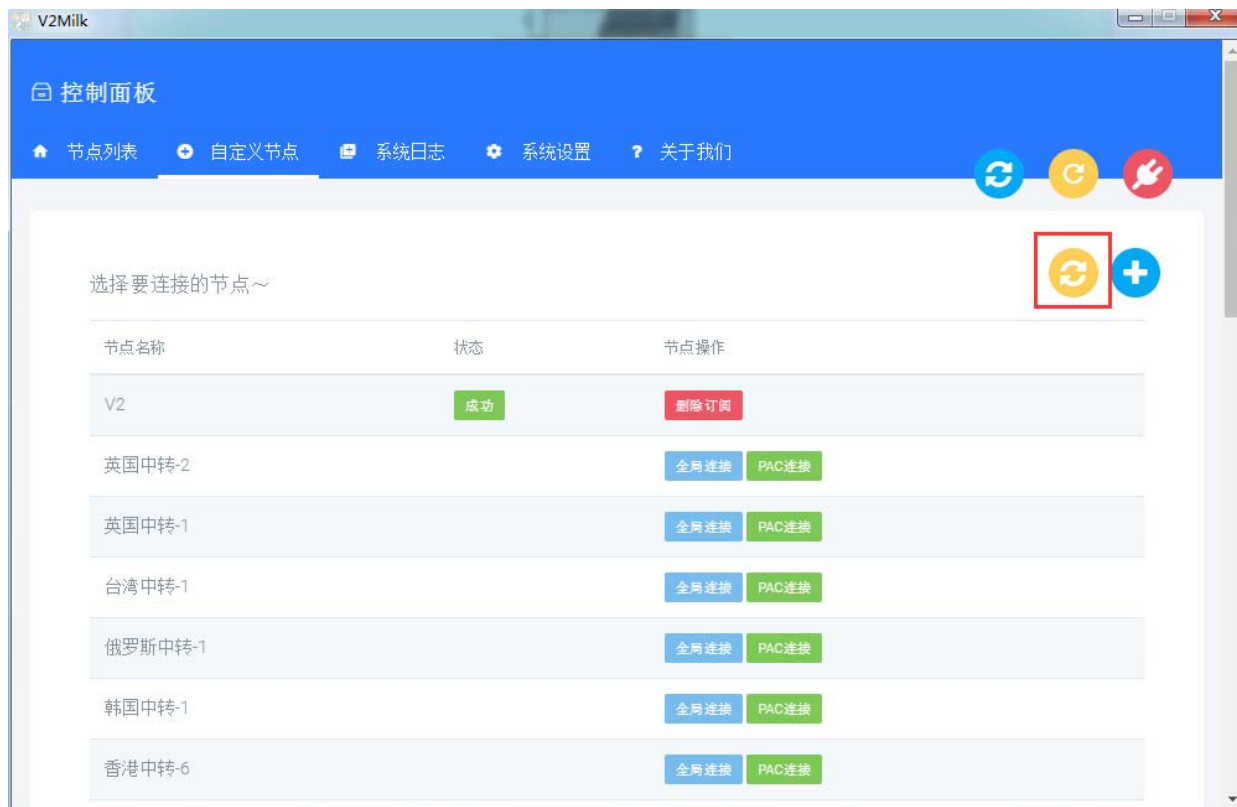 V2Milk
控制面板
节点列表 自定义节点 系统日志 系统设置 关于我们
选择要连接的节点～
节点名称 状态 节点操作
V2 成功 删除订阅
英国中转-2 全局连接 PAC连接
英国中转-1 全局连接 PAC连接
台湾中转-1 全局连接 PAC连接
俄罗斯中转-1 全局连接 PAC连接
韩国中转-1 全局连接 PAC连接
香港中转-6 全局连接 PAC连接